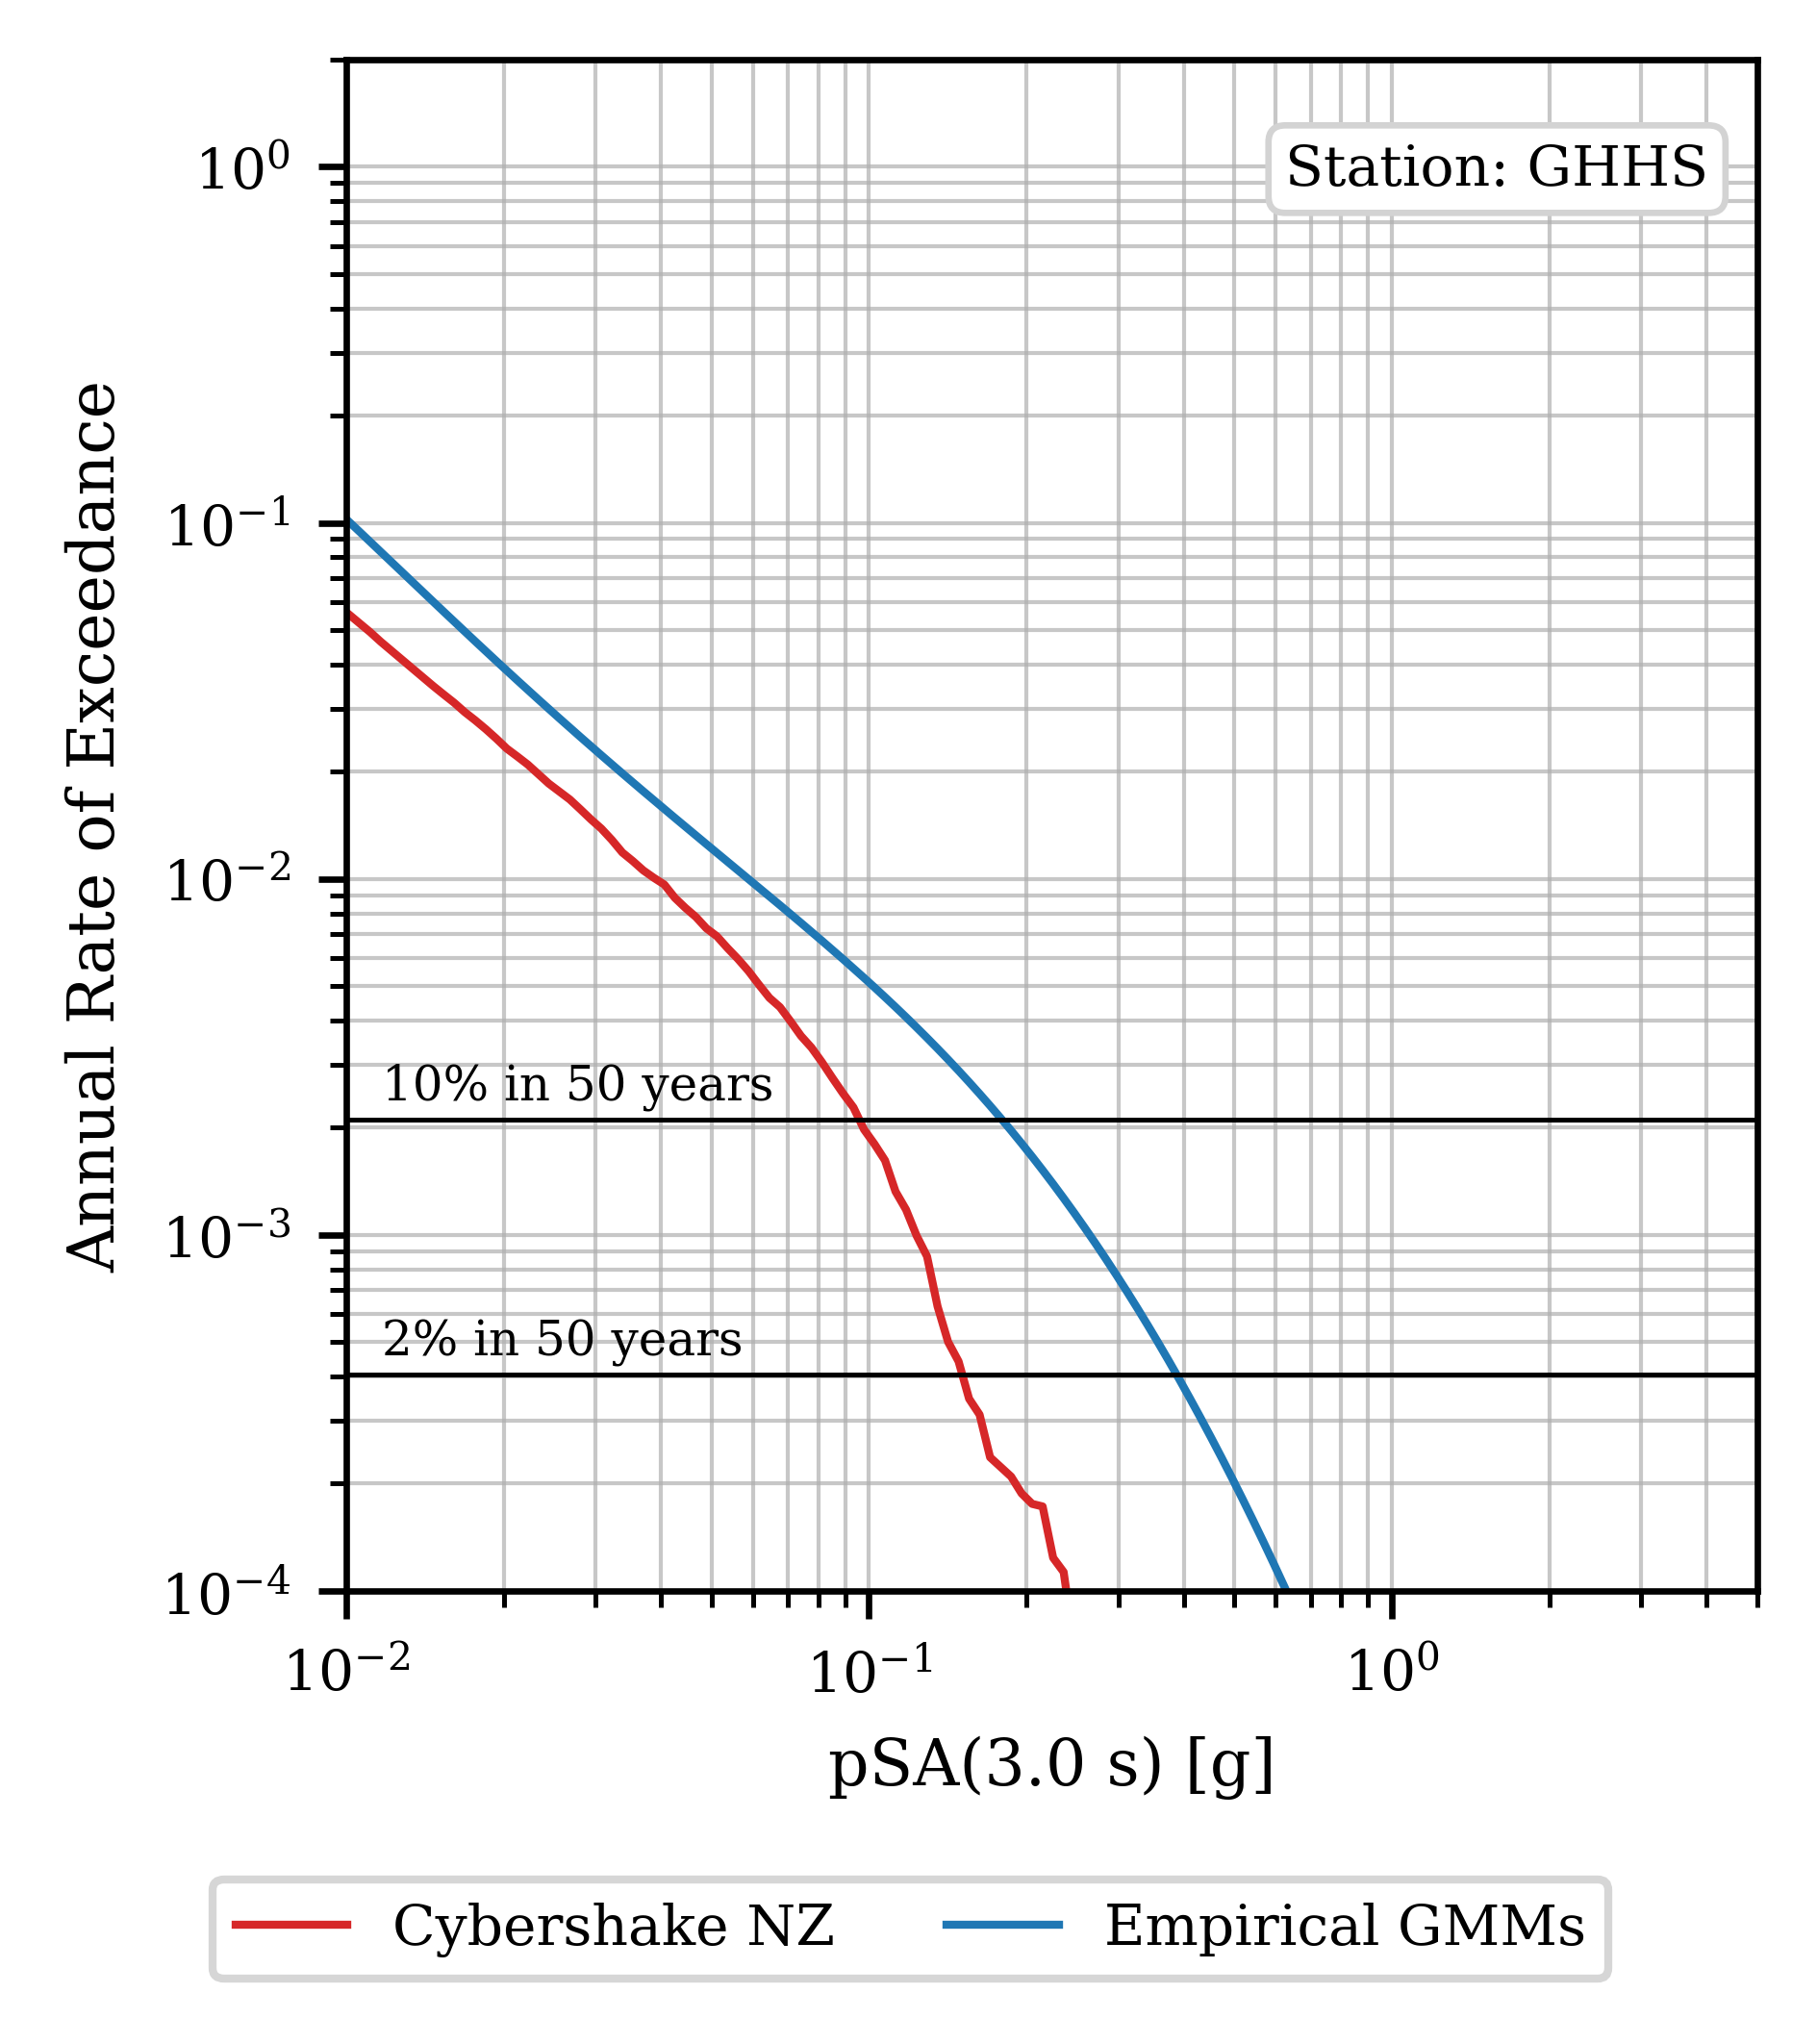 Station: GHHS
Annual Rate of Exceedance
10⁰
10⁻¹
10⁻²
10⁻³
10⁻⁴
10% in 50 years
2% in 50 years
10⁻² 10⁻¹ 10⁰
pSA(3.0 s) [g]
Cybershake NZ Empirical GMMs